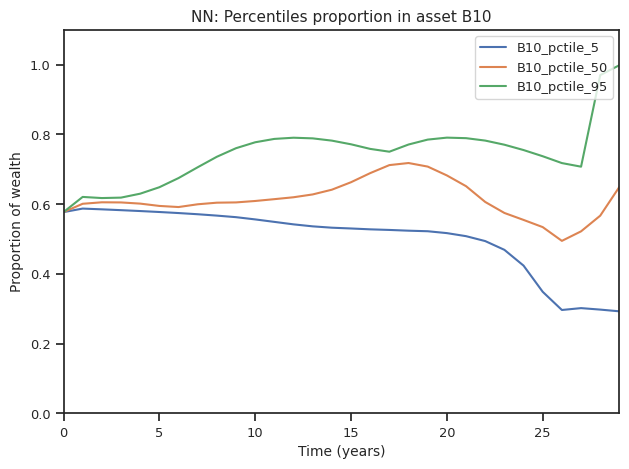 NN: Percentiles proportion in asset B10
B10_pctile_5
B10_pctile_50
B10_pctile_95
Proportion of wealth
1.0
0.8
0.6
0.4
0.2
0.0
0 5 10 15 20 25
Time (years)